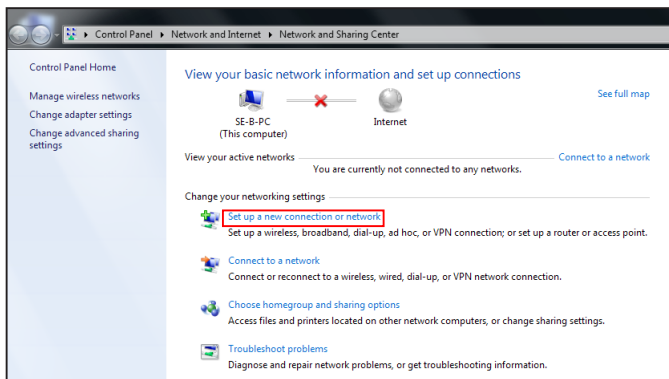 Control Panel ▸ Network and Internet ▸ Network and Sharing Center
Control Panel Home
Manage wireless networks
Change adapter settings
Change advanced sharing
settings
View your basic network information and set up connections
See full map
SE-B-PC
(This computer)
Internet
View your active networks
Connect to a network
You are currently not connected to any networks.
Change your networking settings
Set up a new connection or network
Set up a wireless, broadband, dial-up, ad hoc, or VPN connection; or set up a router or access point.
Connect to a network
Connect or reconnect to a wireless, wired, dial-up, or VPN network connection.
Choose homegroup and sharing options
Access files and printers located on other network computers, or change sharing settings.
Troubleshoot problems
Diagnose and repair network problems, or get troubleshooting information.